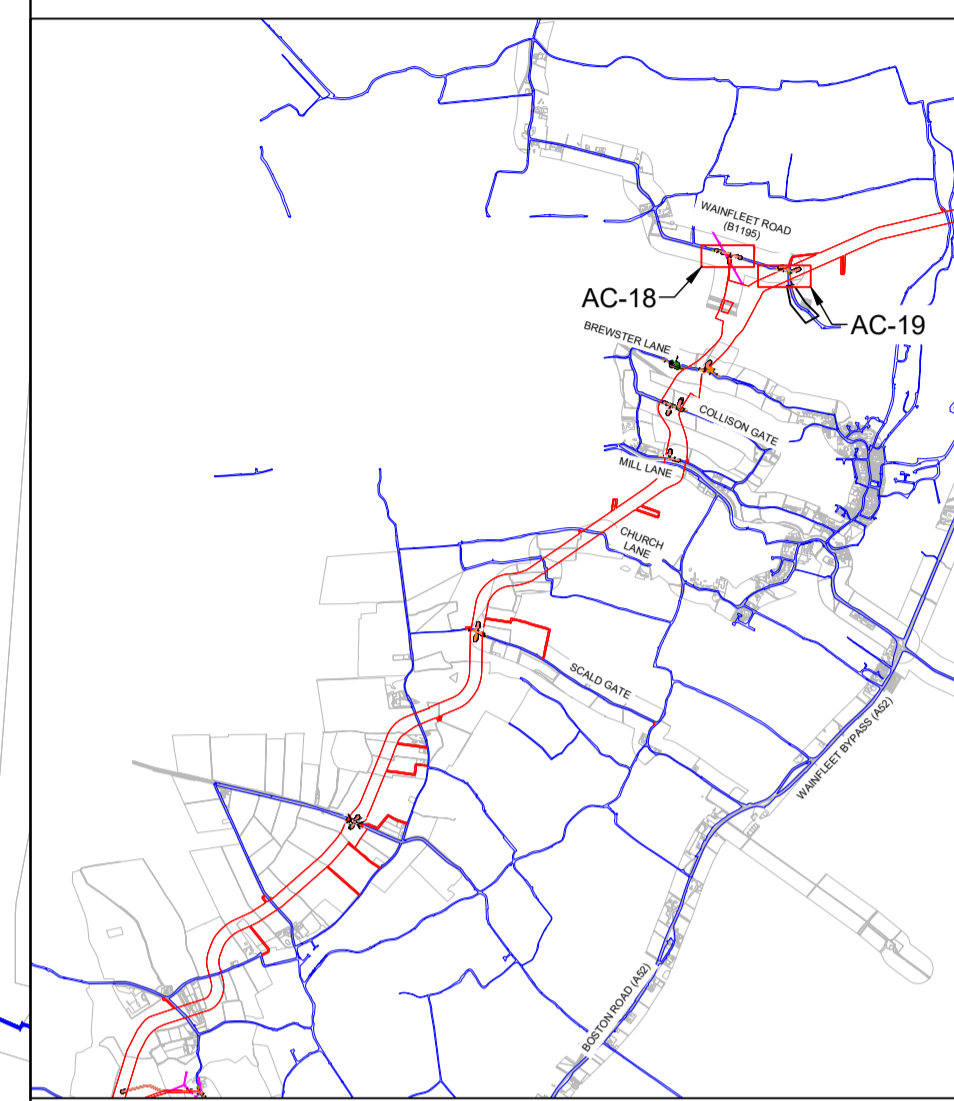 WAINFLEET ROAD
(B1195)
AC-18
AC-19
BREWSTER LANE
COLLISON GATE
MILL LANE
CHURCH
LANE
SCALD GATE
WAINFLEET BYPASS (A52)
BOSTON ROAD (A52)